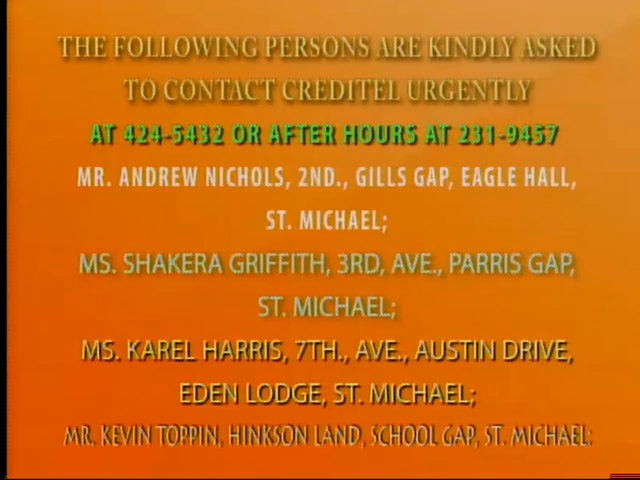 THE FOLLOWING PERSONS ARE KINDLY ASKED
TO CONTACT CREDITEL URGENTLY
AT 424-5432 OR AFTER HOURS AT 231-9457
MR. ANDREW NICHOLS, 2ND., GILLS GAP, EAGLE HALL,
ST. MICHAEL;
MS. SHAKERA GRIFFITH, 3RD, AVE., PARRIS GAP,
ST. MICHAEL;
MS. KAREL HARRIS, 7TH., AVE., AUSTIN DRIVE,
EDEN LODGE, ST. MICHAEL;
MR. KEVIN TOPPIN, HINKSON LAND, SCHOOL GAP, ST. MICHAEL;